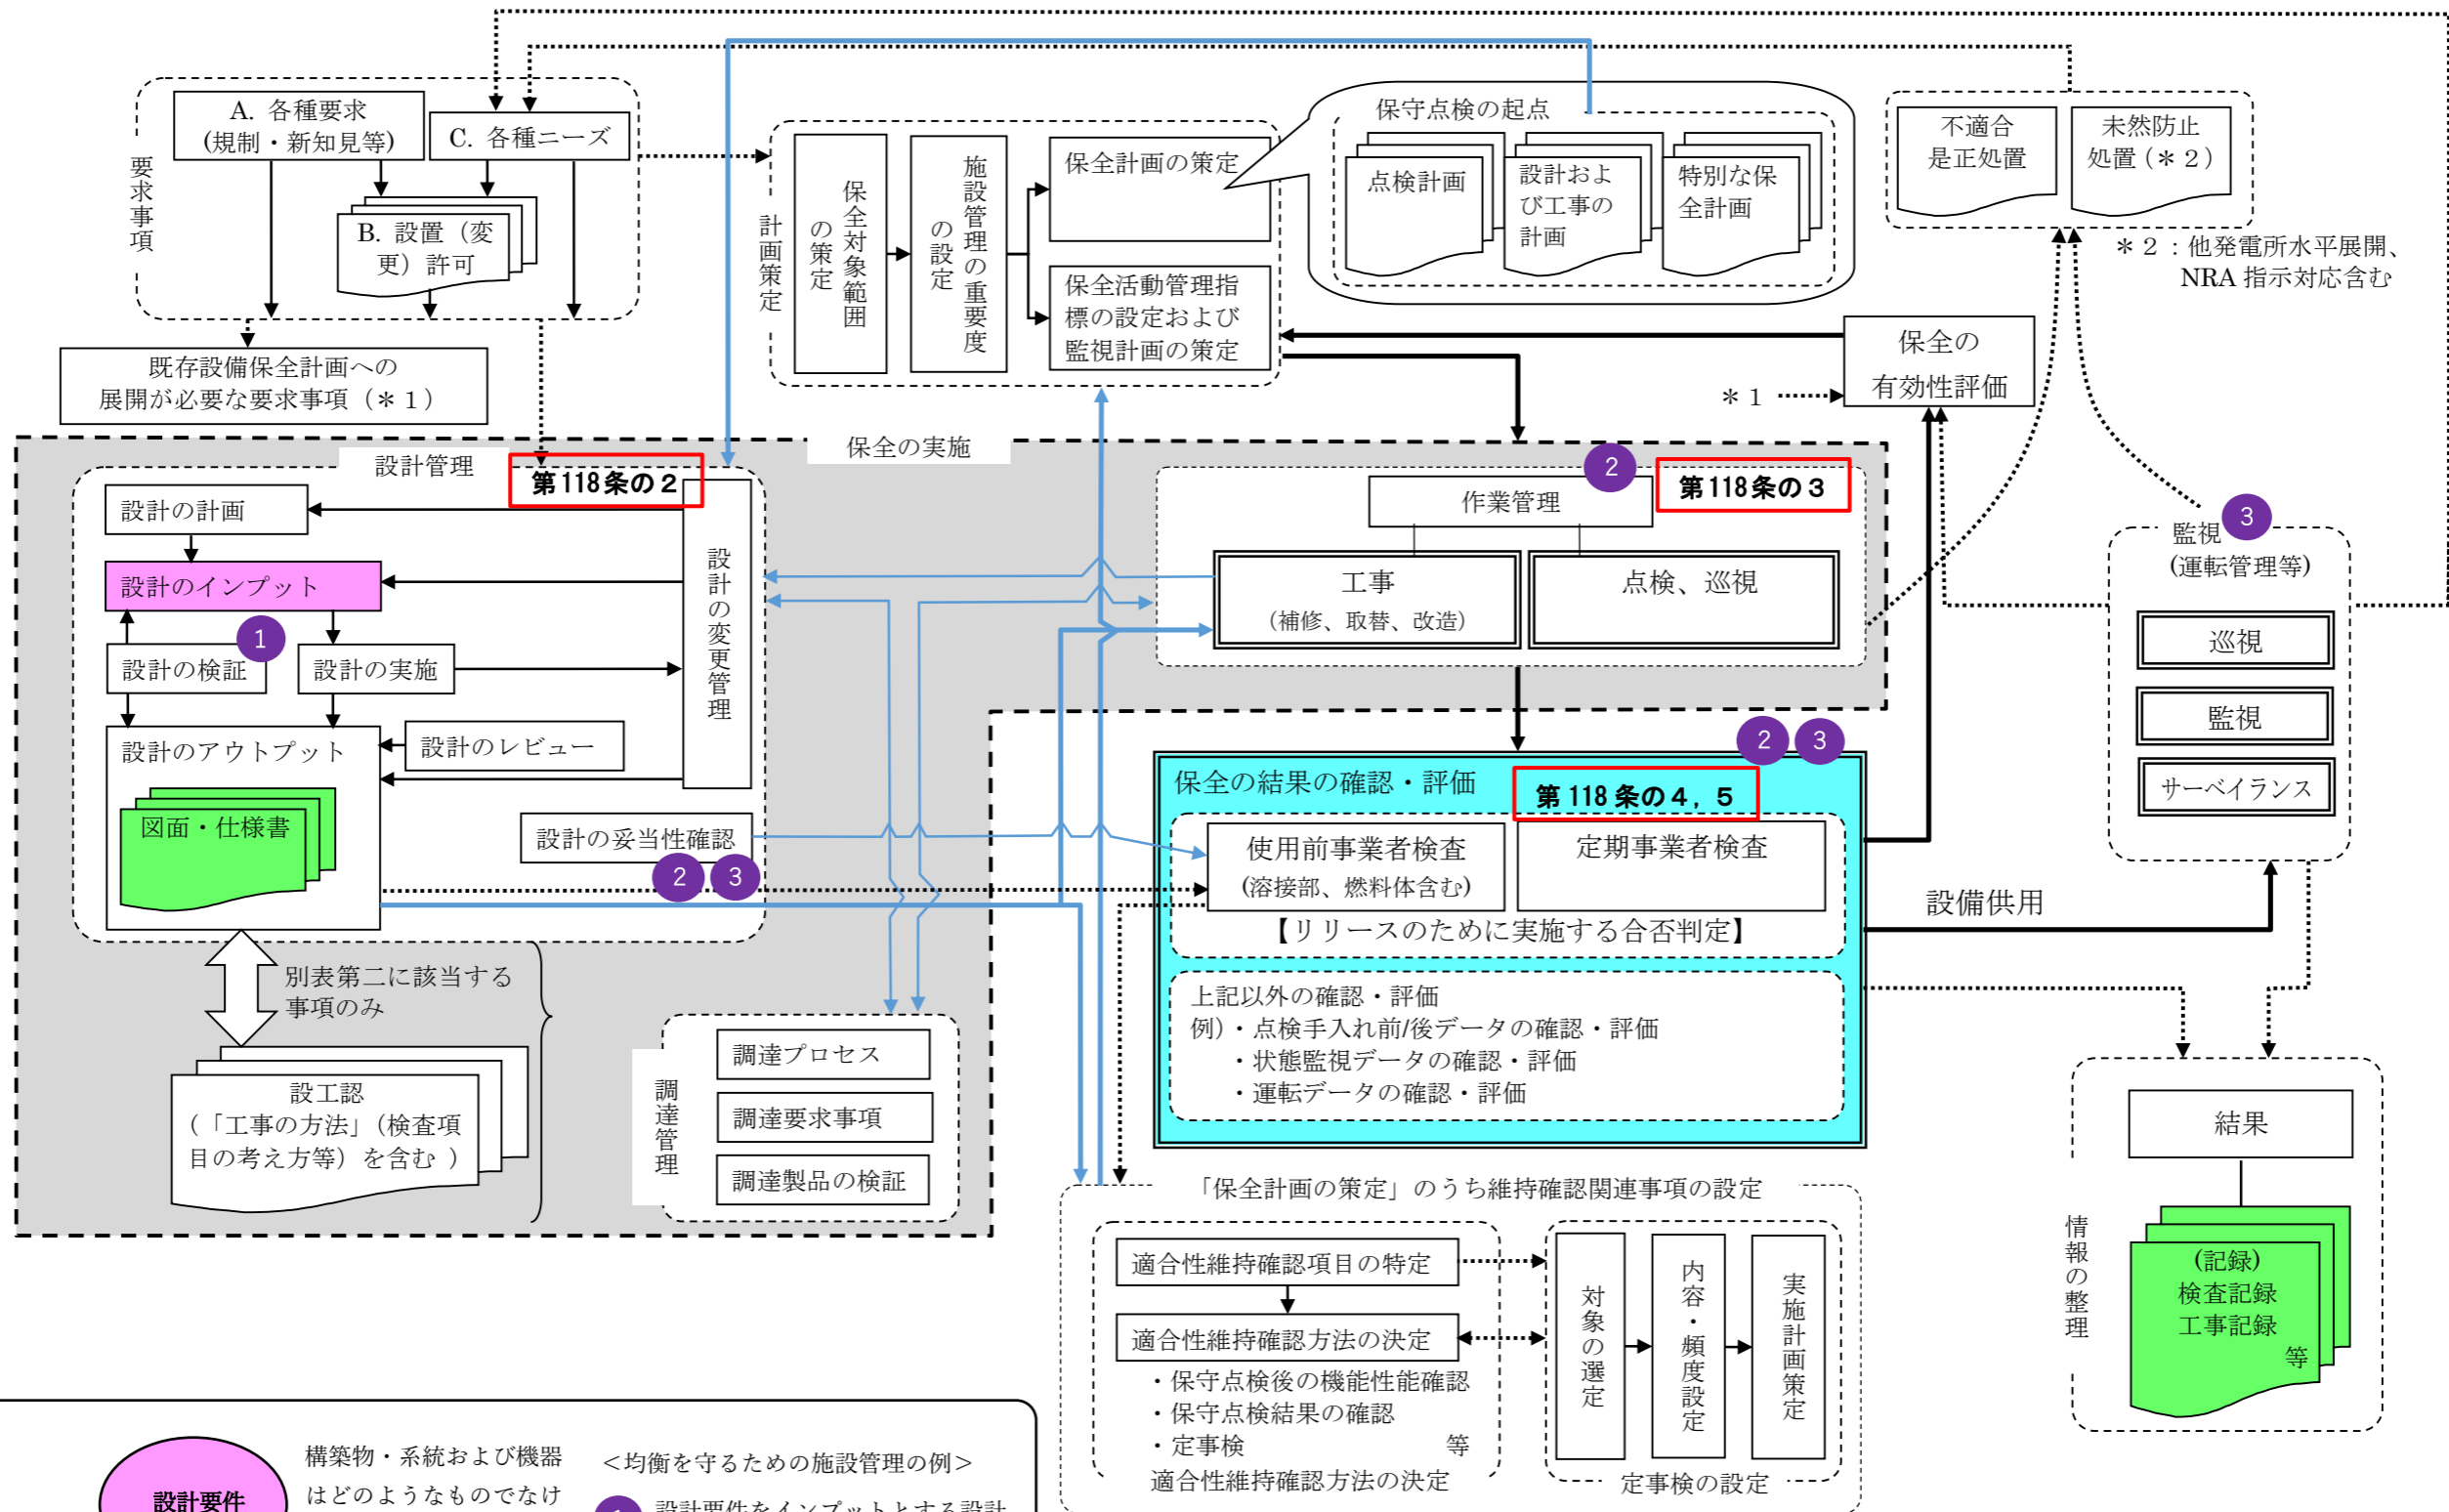 A. 各種要求
(規制・新知見等)
C. 各種ニーズ
B. 設置（変
更）許可
要求事項
既存設備保全計画への
展開が必要な要求事項（＊１）
計画策定
保全対象範囲
の策定
施設管理の重要度
の設定
保全計画の策定
保全活動管理指
標の設定および
監視計画の策定
保守点検の起点
点検計画
設計およ
び工事の
計画
特別な保
全計画
不適合
是正処置
未然防止
処置（＊２）
＊２：他発電所水平展開、
NRA 指示対応含む
保全の
有効性評価
＊１
保全の実施
設計管理
第118条の２
設計の計画
設計のインプット
設計の検証
1
設計の実施
設計の変更管理
設計のアウトプット
設計のレビュー
図面・仕様書
設計の妥当性確認
2
3
別表第二に該当する
事項のみ
設工認
（「工事の方法」（検査項
目の考え方等）を含む ）
調達管理
調達プロセス
調達要求事項
調達製品の検証
2
第118条の３
作業管理
工事
（補修、取替、改造）
点検、巡視
2
3
保全の結果の確認・評価
第 118 条の４，５
使用前事業者検査
(溶接部、燃料体含む)
定期事業者検査
【リリースのために実施する合否判定】
上記以外の確認・評価
例）・点検手入れ前/後データの確認・評価
・状態監視データの確認・評価
・運転データの確認・評価
監視
3
(運転管理等)
巡視
監視
サーベイランス
設備供用
情報の整理
結果
(記録)
検査記録
工事記録
等
「保全計画の策定」のうち維持確認関連事項の設定
適合性維持確認項目の特定
適合性維持確認方法の決定
・保守点検後の機能性能確認
・保守点検結果の確認
・定事検
等
適合性維持確認方法の決定
対象の選定
内容・頻度設定
実施計画策定
定事検の設定
設計要件
構築物・系統および機器
はどのようなものでなけ
＜均衡を守るための施設管理の例＞
1
設計要件をインプットとする設計